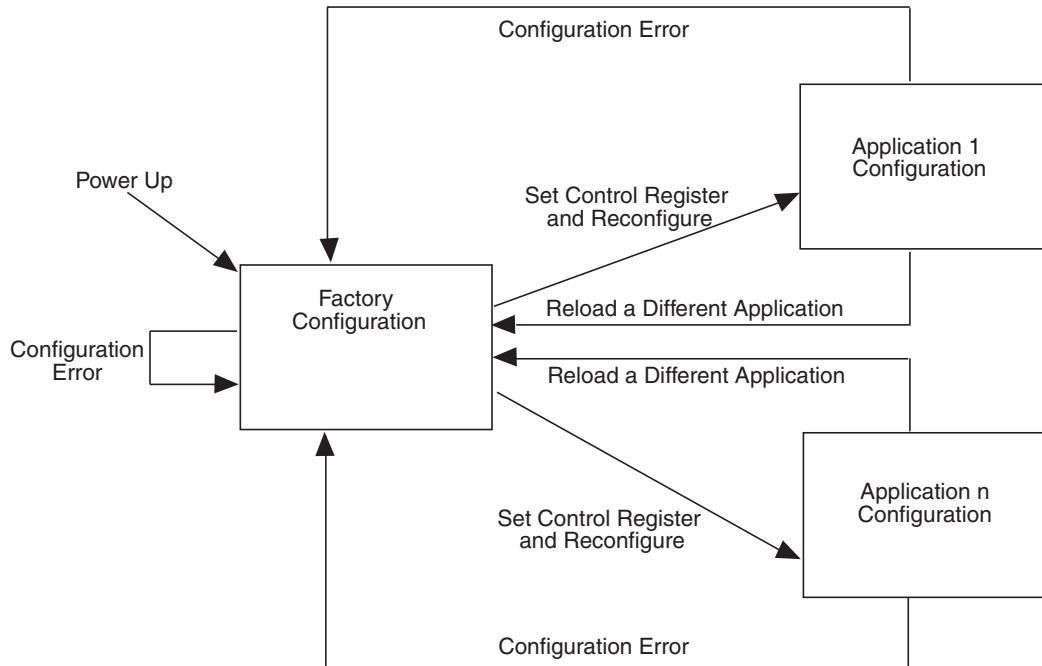 Configuration Error
Application 1
Configuration
Power Up
Set Control Register
and Reconfigure
Factory
Configuration
Reload a Different Application
Configuration
Error
Reload a Different Application
Application n
Configuration
Set Control Register
and Reconfigure
Configuration Error